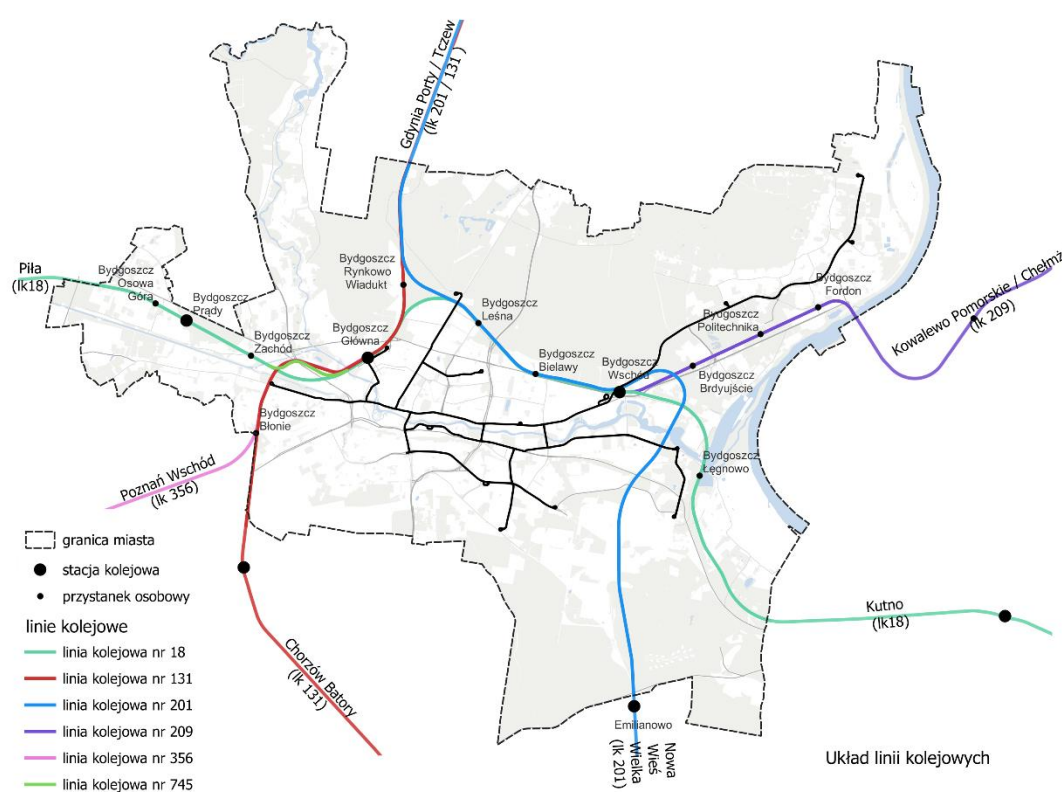 Gdynia Porty / Tczew
(lk 201 / 131)
Piła
(lk18)
Bydgoszcz
Osowa
Góra
Bydgoszcz
Prądy
Bydgoszcz
Zachód
Bydgoszcz
Rynkowo
Wiadukt
Bydgoszcz
Główna
Bydgoszcz
Leśna
Bydgoszcz
Bielawy
Bydgoszcz
Wschód
Bydgoszcz
Politechnika
Bydgoszcz
Fordon
Bydgoszcz
Brdyujście
Kowalewo Pomorskie / Chełmż
(lk 209)
Bydgoszcz
Błonie
Bydgoszcz
Łęgnowo
Poznań Wschód
(lk 356)
Chorzów Batory
(lk 131)
Kutno
(lk18)
Emilianowo
Nowa
Wieś
Wielka
(lk 201)
granica miasta
stacja kolejowa
przystanek osobowy
linie kolejowe
linia kolejowa nr 18
linia kolejowa nr 131
linia kolejowa nr 201
linia kolejowa nr 209
linia kolejowa nr 356
linia kolejowa nr 745
Układ linii kolejowych